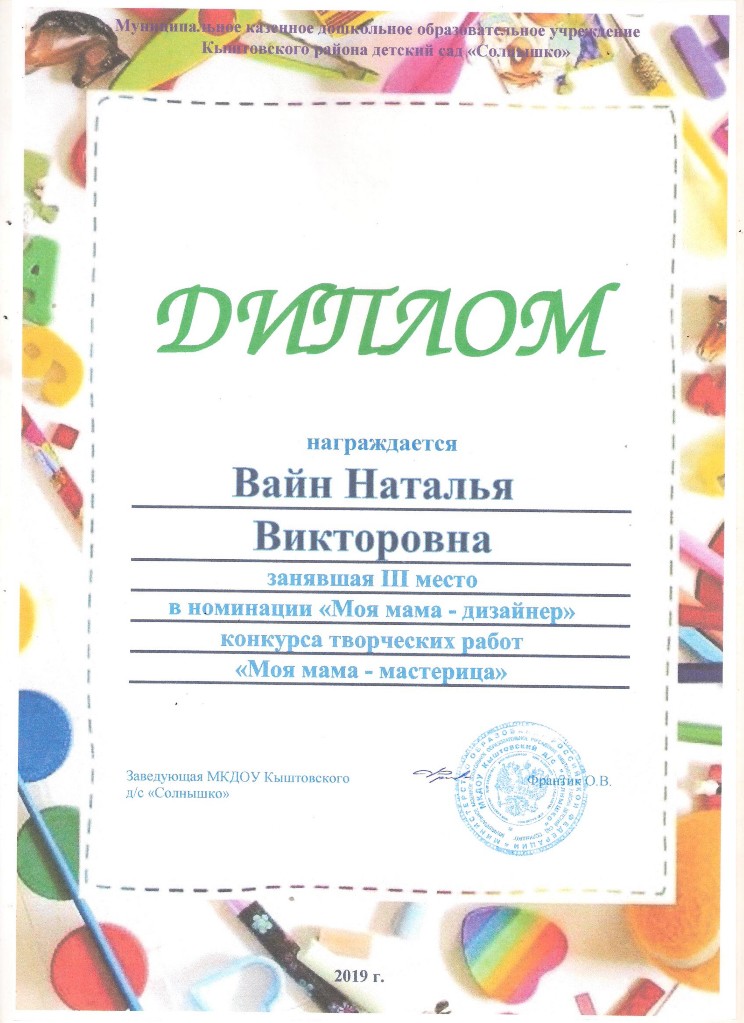 Муниципальное казенное дошкольное образовательное учреждение
Кыштовского района детский сад «Солнышко»
ДИПЛОМ
награждается
Вайн Наталья
Викторовна
занявшая III место
в номинации «Моя мама - дизайнер»
конкурса творческих работ
«Моя мама - мастерица»
Заведующая МКДОУ Кыштовского
д/с «Солнышко»
Франтик О.В.
2019 г.